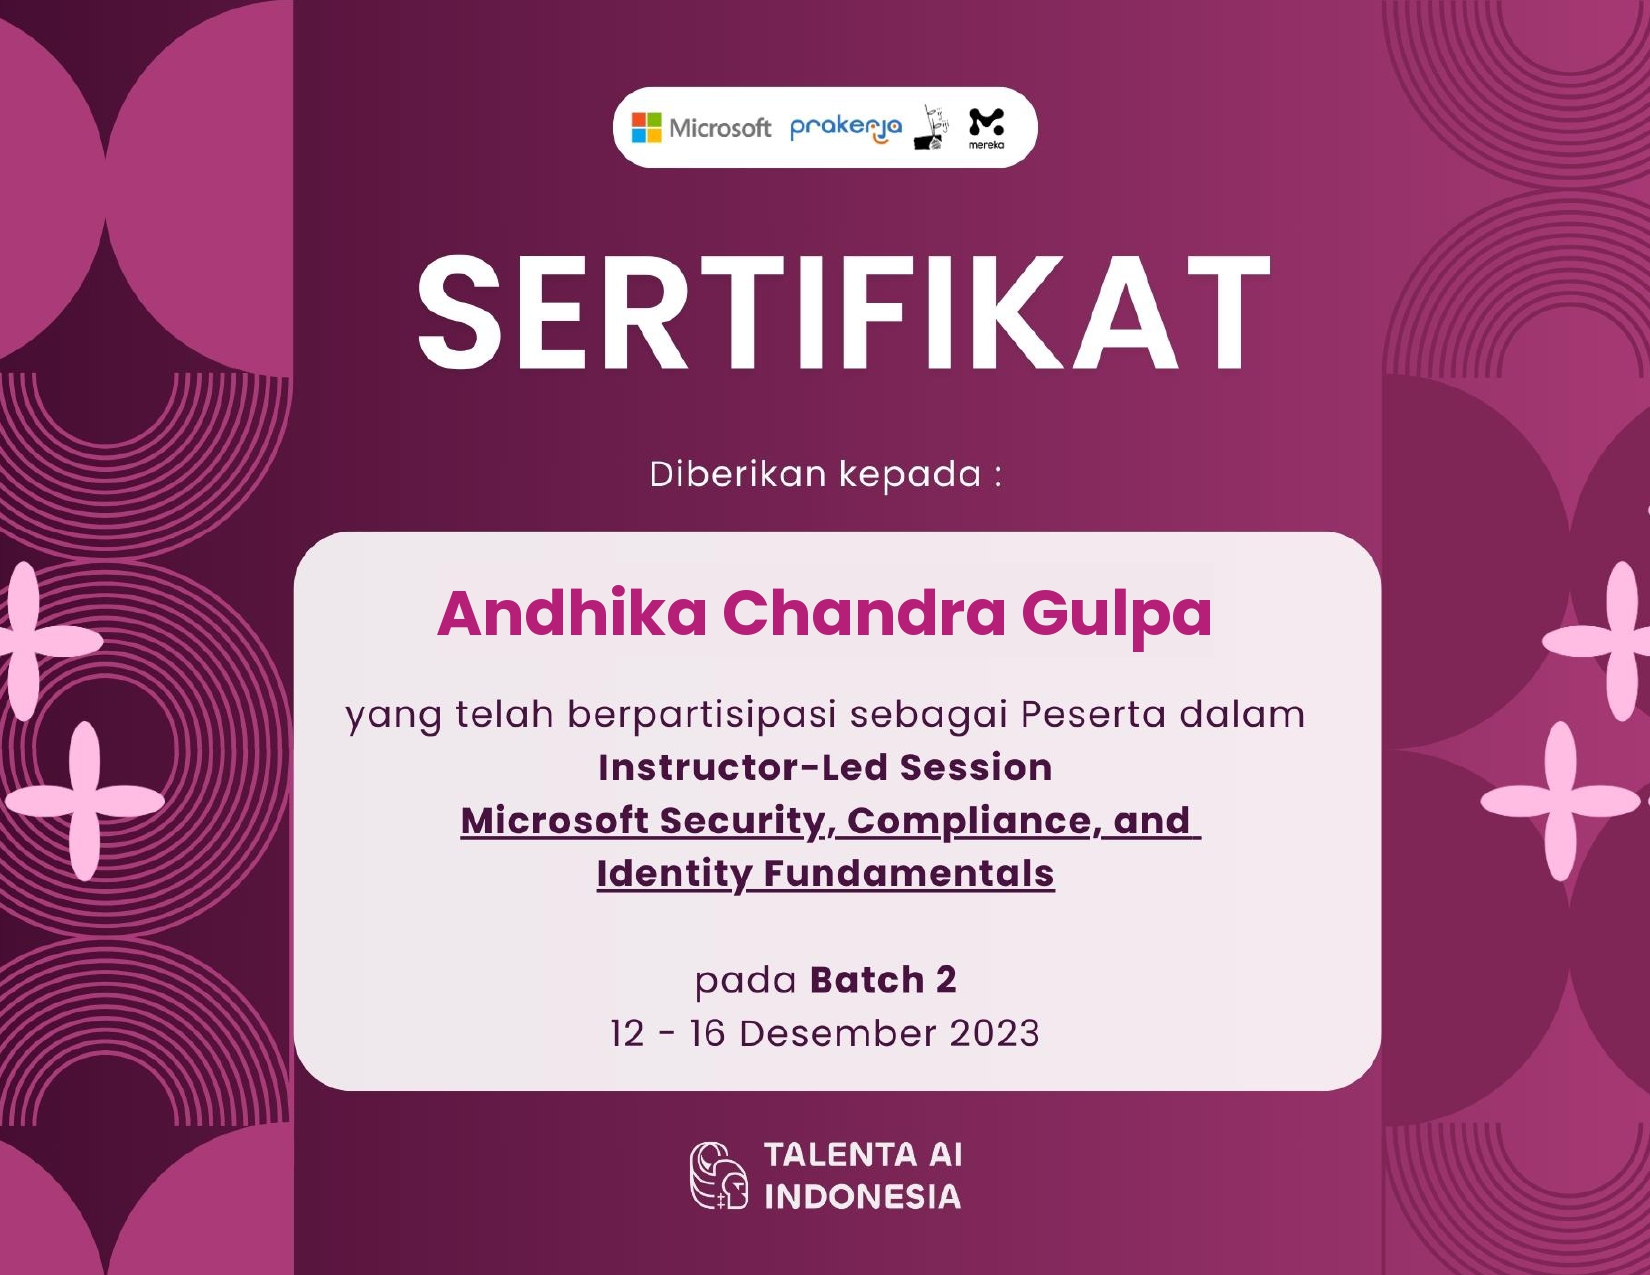 Microsoft prakerja mereka
SERTIFIKAT
Diberikan kepada :
Andhika Chandra Gulpa
yang telah berpartisipasi sebagai Peserta dalam
Instructor-Led Session
Microsoft Security, Compliance, and
Identity Fundamentals
pada Batch 2
12 - 16 Desember 2023
TALENTA AI
INDONESIA